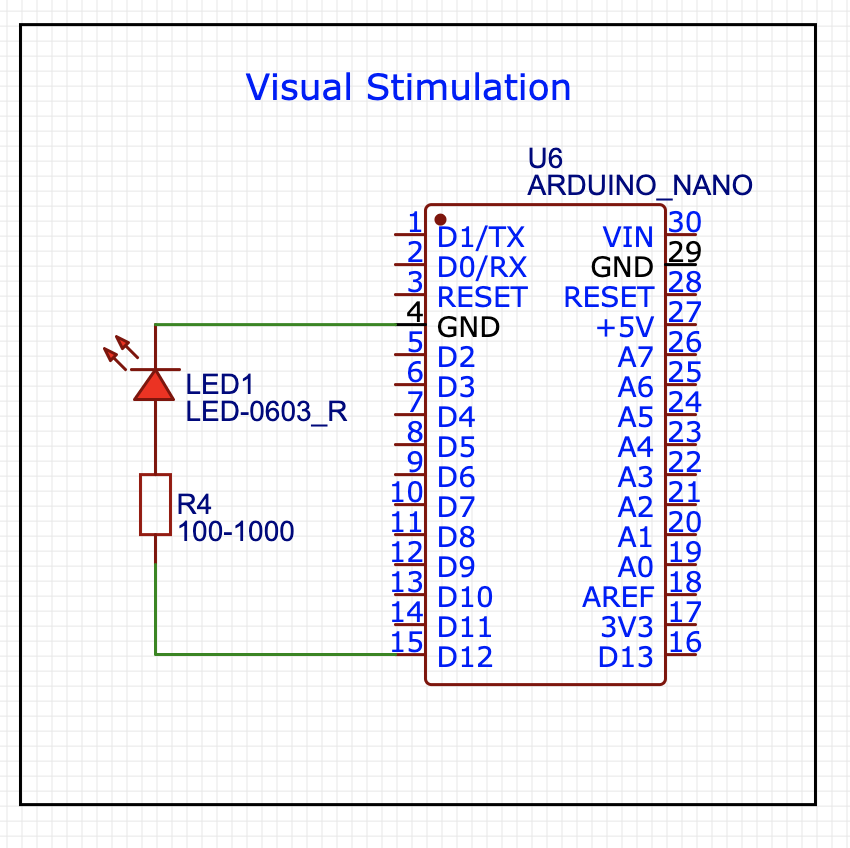 Visual Stimulation
U6
ARDUINO_NANO
1 D1/TX VIN 30
2 D0/RX GND 29
3 RESET RESET 28
4 GND +5V 27
5 D2 A7 26
6 D3 A6 25
7 D4 A5 24
8 D5 A4 23
9 D6 A3 22
10 D7 A2 21
11 D8 A1 20
12 D9 A0 19
13 D10 AREF 18
14 D11 3V3 17
15 D12 D13 16
LED1
LED-0603_R
R4
100-1000